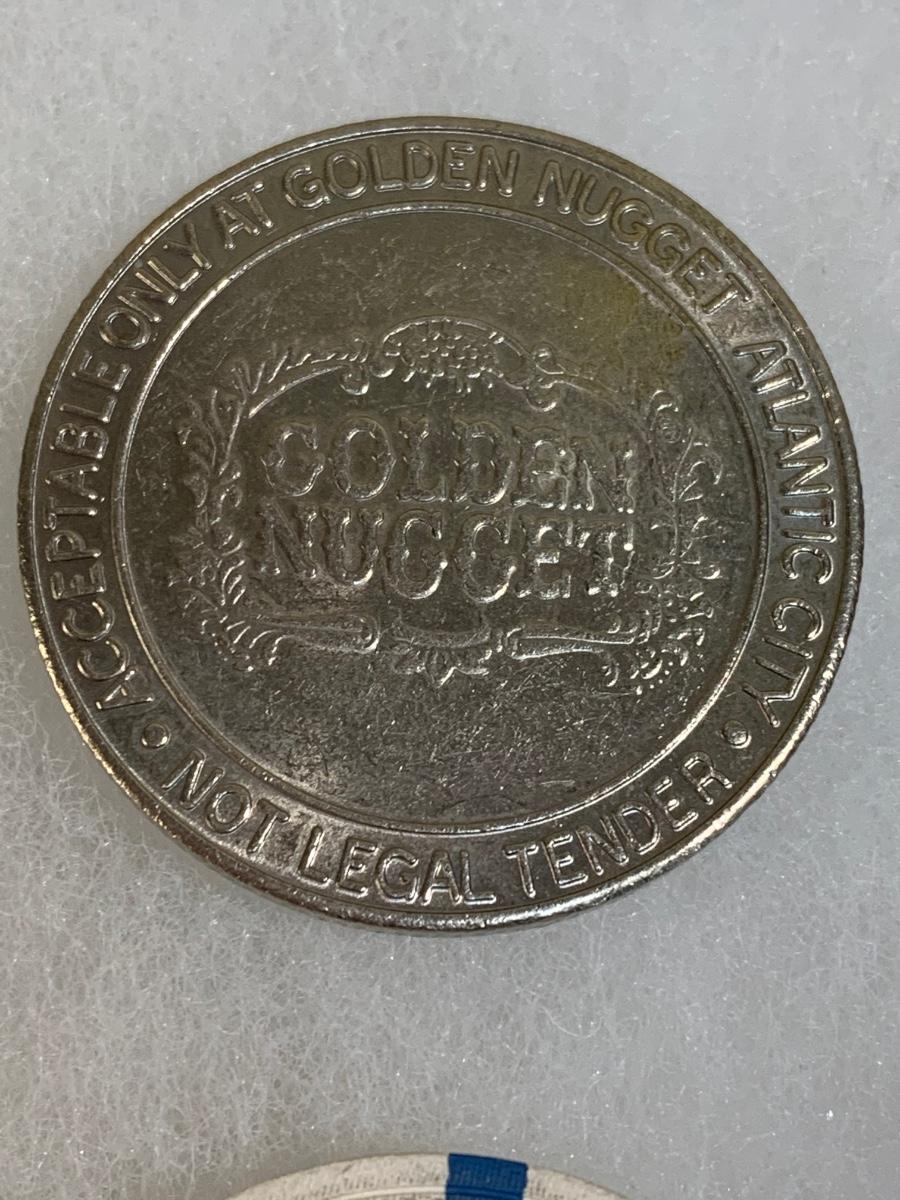 ACCEPTABLE ONLY AT GOLDEN NUGGET ATLANTIC CITY
GOLDEN
NUGGET
• NOT LEGAL TENDER •